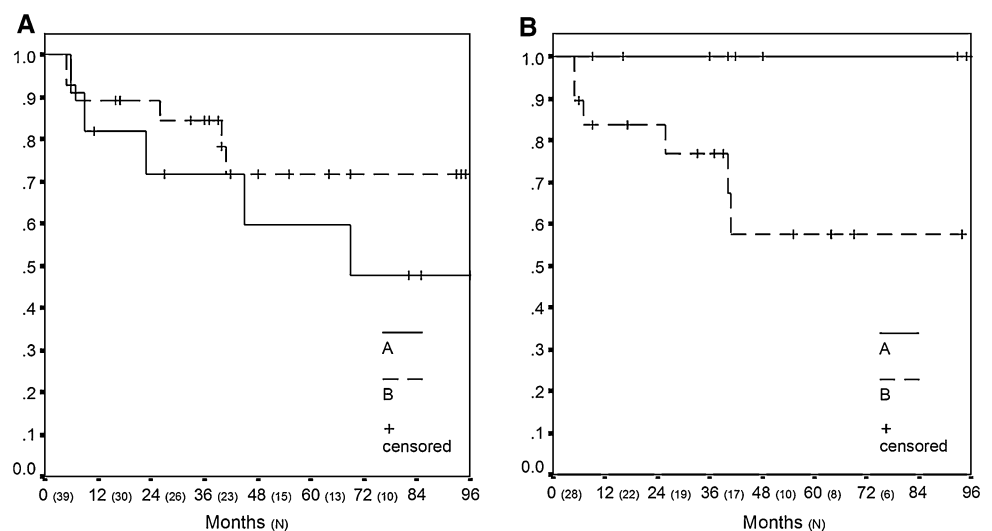 A
1.0
.9
.8
.7
.6
.5
.4
.3
.2
.1
0.0
A
B
+
censored
0 (39) 12 (30) 24 (26) 36 (23) 48 (15) 60 (13) 72 (10) 84 96
Months (N)
B
1.0
.9
.8
.7
.6
.5
.4
.3
.2
.1
0.0
A
B
+
censored
0 (28) 12 (22) 24 (19) 36 (17) 48 (10) 60 (8) 72 (6) 84 96
Months (N)